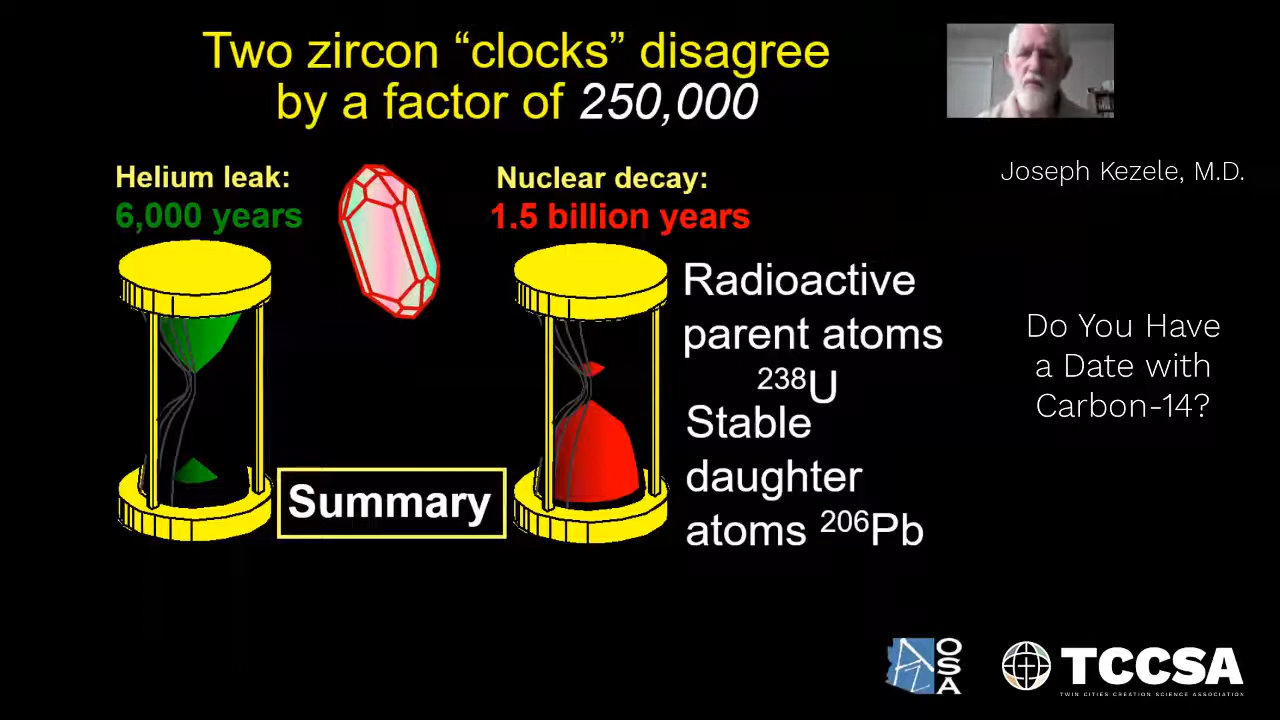 Two zircon “clocks” disagree
by a factor of 250,000
Helium leak:
6,000 years
Nuclear decay:
1.5 billion years
Radioactive
parent atoms
²³⁸U
Stable
daughter
atoms ²⁰⁶Pb
Summary
Joseph Kezele, M.D.
Do You Have
a Date with
Carbon-14?
AZ
OSA
TCCSA
TWIN CITIES CREATION SCIENCE ASSOCIATION